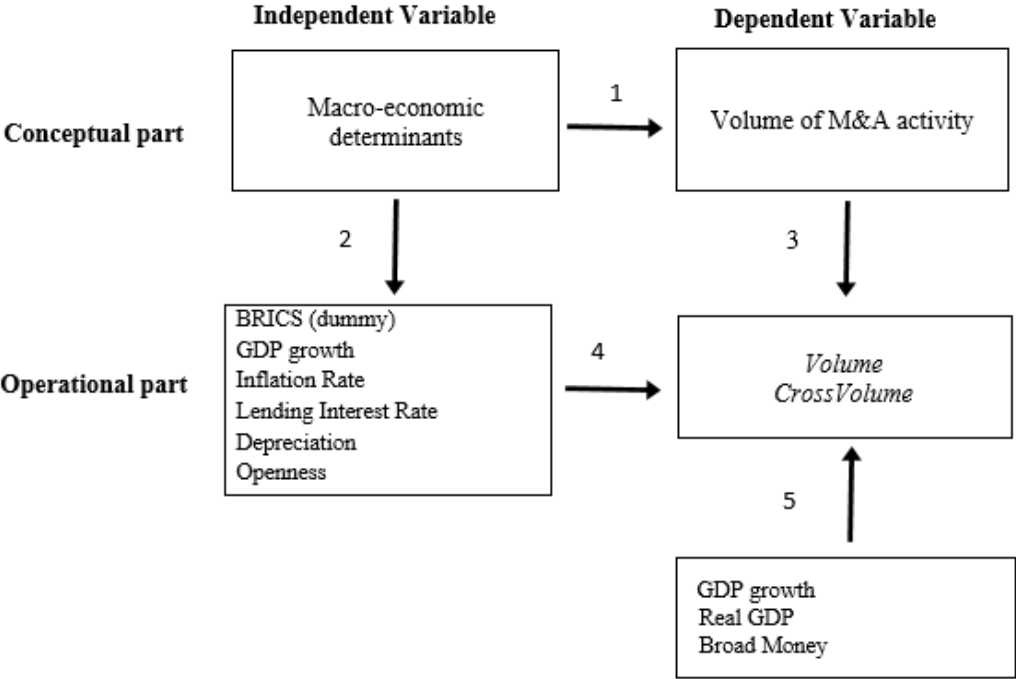 Independent Variable
Dependent Variable
Conceptual part
Macro-economic
determinants
1
Volume of M&A activity
2
3
Operational part
BRICS (dummy)
GDP growth
Inflation Rate
Lending Interest Rate
Depreciation
Openness
4
Volume
CrossVolume
5
GDP growth
Real GDP
Broad Money